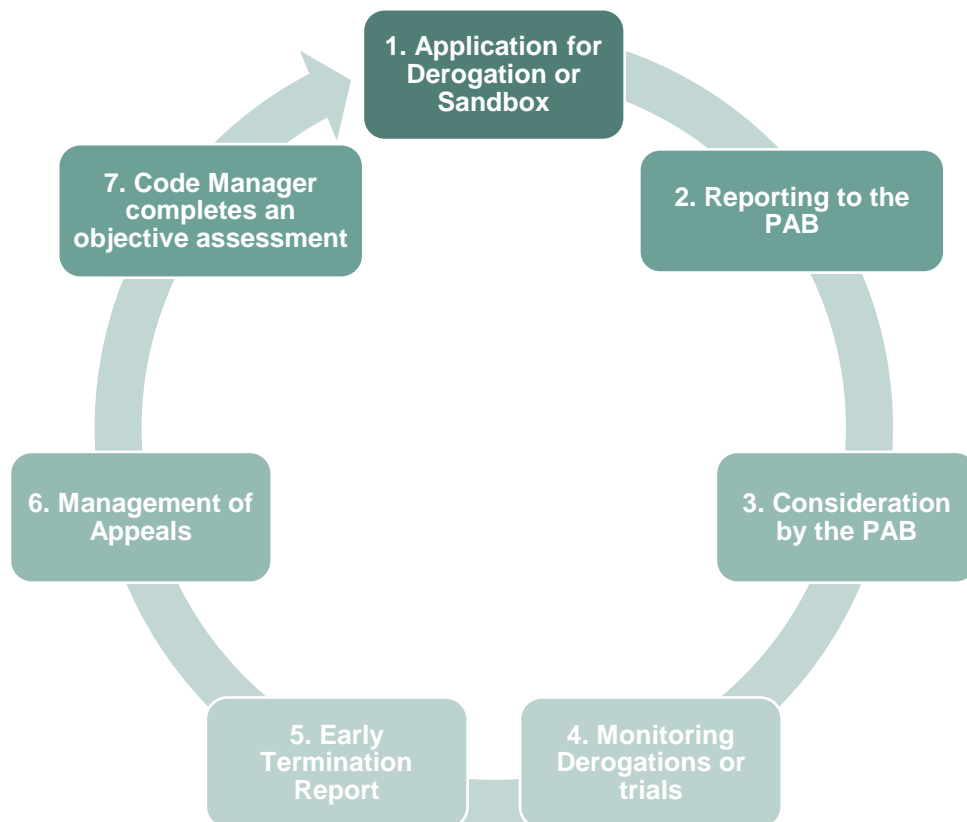 1. Application for
Derogation or
Sandbox
2. Reporting to the
PAB
3. Consideration
by the PAB
4. Monitoring
Derogations or
trials
5. Early
Termination
Report
6. Management of
Appeals
7. Code Manager
completes an
objective assessment